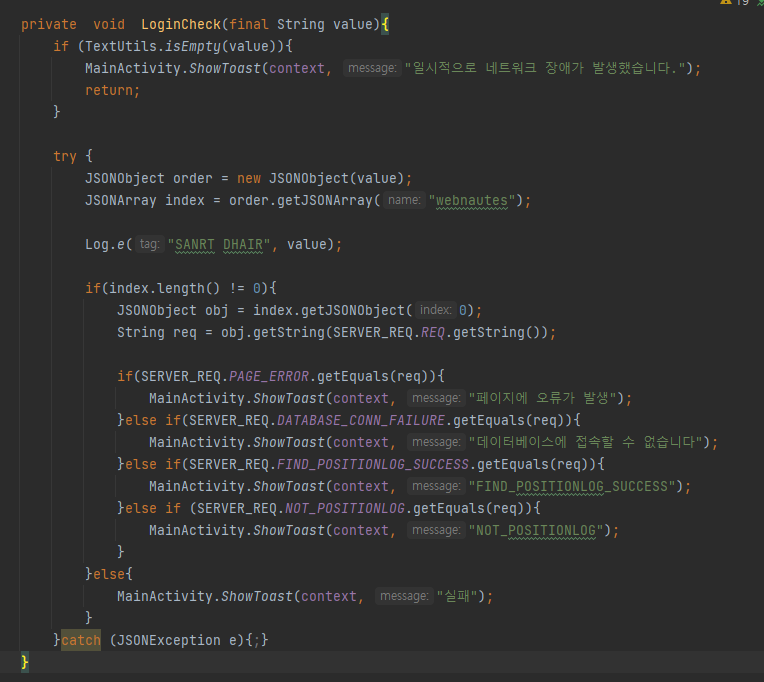 19
private void LoginCheck(final String value){
if (TextUtils.isEmpty(value)){
MainActivity.ShowToast(context, message: "일시적으로 네트워크 장애가 발생했습니다.");
return;
}
try {
JSONObject order = new JSONObject(value);
JSONArray index = order.getJSONArray( name: "webnautes");
Log.e( tag: "SANRT DHAIR", value);
if(index.length() != 0){
JSONObject obj = index.getJSONObject( index: 0);
String req = obj.getString(SERVER_REQ.REQ.getString());
if(SERVER_REQ.PAGE_ERROR.getEquals(req)){
MainActivity.ShowToast(context, message: "페이지에 오류가 발생");
}else if(SERVER_REQ.DATABASE_CONN_FAILURE.getEquals(req)){
MainActivity.ShowToast(context, message: "데이터베이스에 접속할 수 없습니다");
}else if(SERVER_REQ.FIND_POSITIONLOG_SUCCESS.getEquals(req)){
MainActivity.ShowToast(context, message: "FIND_POSITIONLOG_SUCCESS");
}else if (SERVER_REQ.NOT_POSITIONLOG.getEquals(req)){
MainActivity.ShowToast(context, message: "NOT_POSITIONLOG");
}
}else{
MainActivity.ShowToast(context, message: "실패");
}
}catch (JSONException e){;}
}